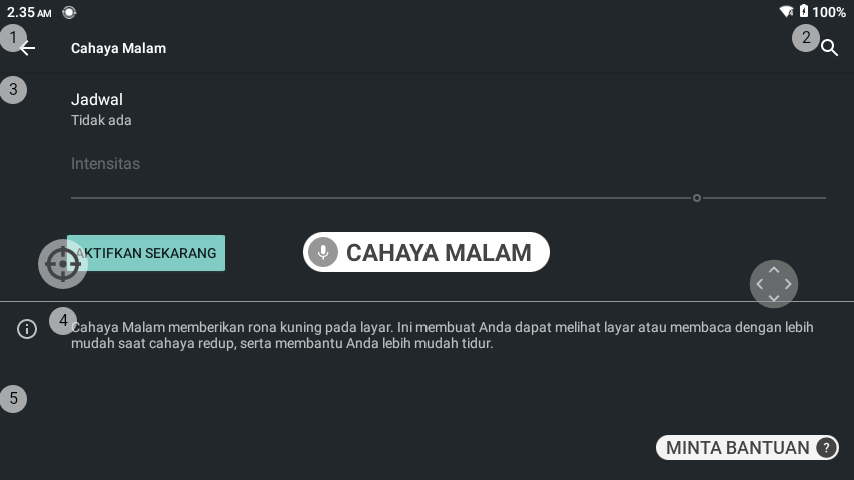 2.35 AM
100%
1
2
Cahaya Malam
3
Jadwal
Tidak ada
Intensitas
AKTIFKAN SEKARANG
CAHAYA MALAM
4
Cahaya Malam memberikan rona kuning pada layar. Ini membuat Anda dapat melihat layar atau membaca dengan lebih
mudah saat cahaya redup, serta membantu Anda lebih mudah tidur.
5
MINTA BANTUAN ?